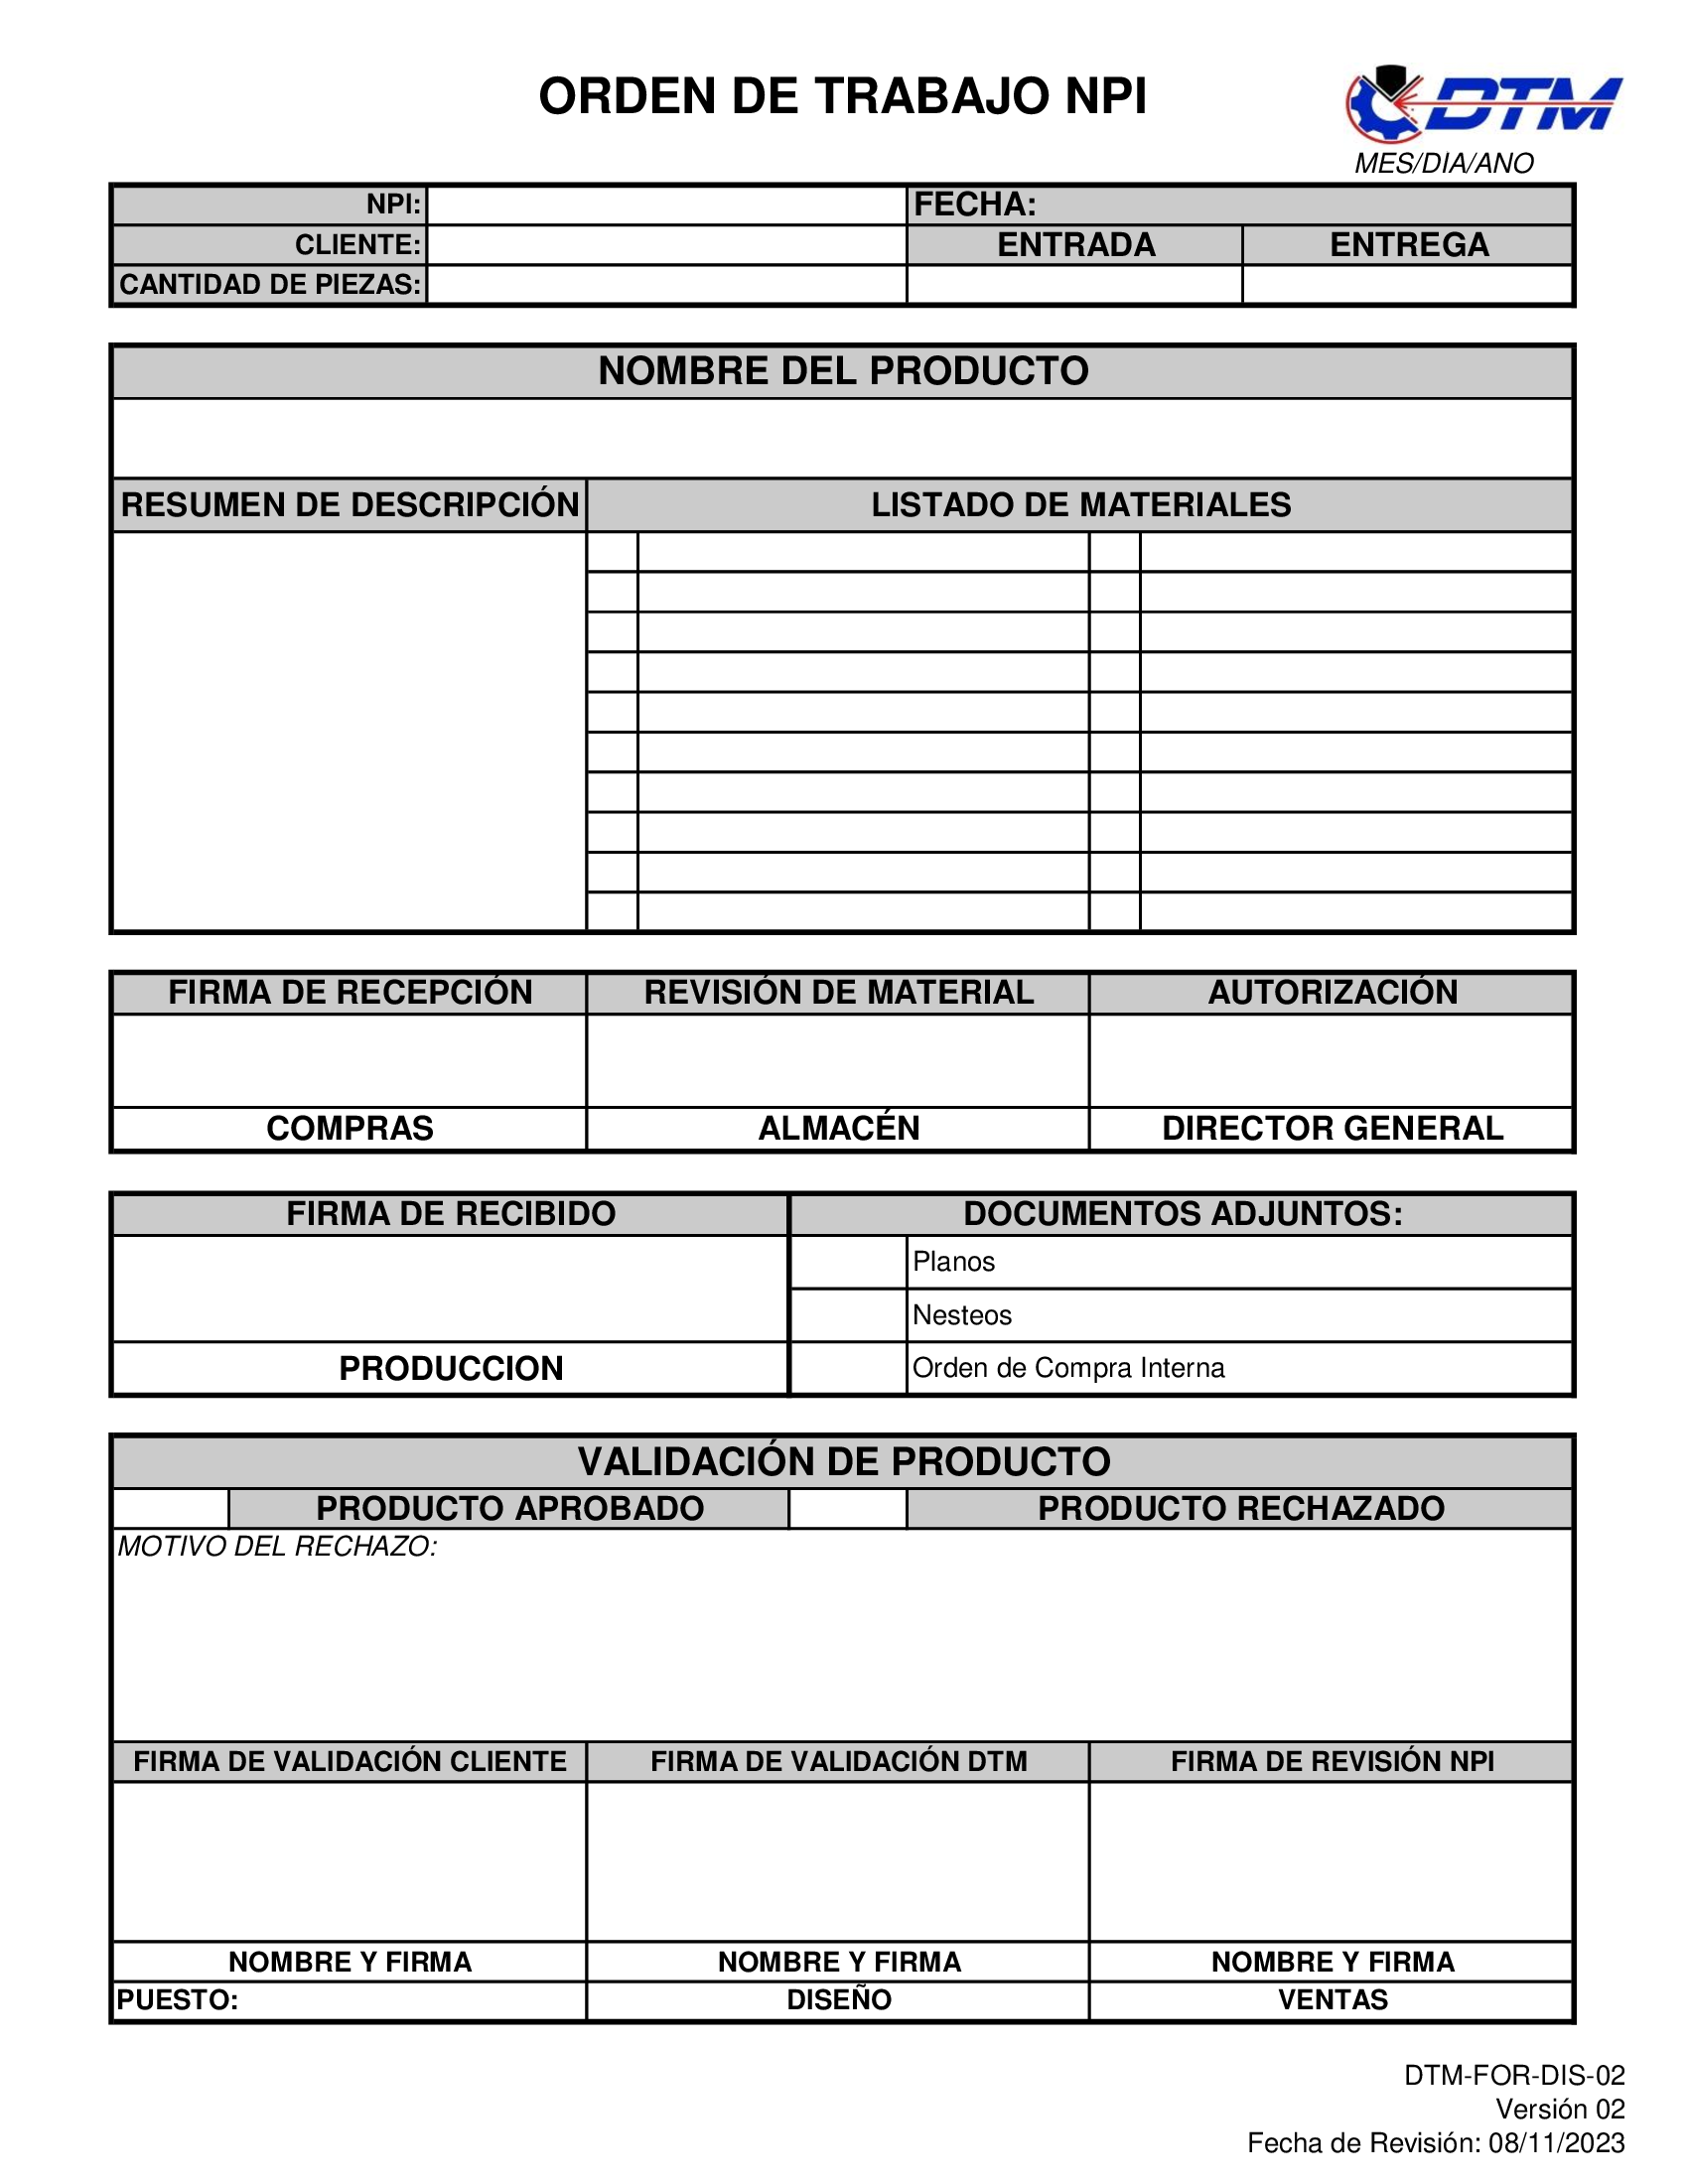 ORDEN DE TRABAJO NPI
DTM
MES/DIA/ANO
NPI:
FECHA:
CLIENTE:
ENTRADA
ENTREGA
CANTIDAD DE PIEZAS:
NOMBRE DEL PRODUCTO
RESUMEN DE DESCRIPCIÓN
LISTADO DE MATERIALES
FIRMA DE RECEPCIÓN
REVISIÓN DE MATERIAL
AUTORIZACIÓN
COMPRAS
ALMACÉN
DIRECTOR GENERAL
FIRMA DE RECIBIDO
DOCUMENTOS ADJUNTOS:
Planos
Nesteos
PRODUCCION
Orden de Compra Interna
VALIDACIÓN DE PRODUCTO
PRODUCTO APROBADO
PRODUCTO RECHAZADO
MOTIVO DEL RECHAZO:
FIRMA DE VALIDACIÓN CLIENTE
FIRMA DE VALIDACIÓN DTM
FIRMA DE REVISIÓN NPI
NOMBRE Y FIRMA
NOMBRE Y FIRMA
NOMBRE Y FIRMA
PUESTO:
DISEÑO
VENTAS
DTM-FOR-DIS-02
Versión 02
Fecha de Revisión: 08/11/2023